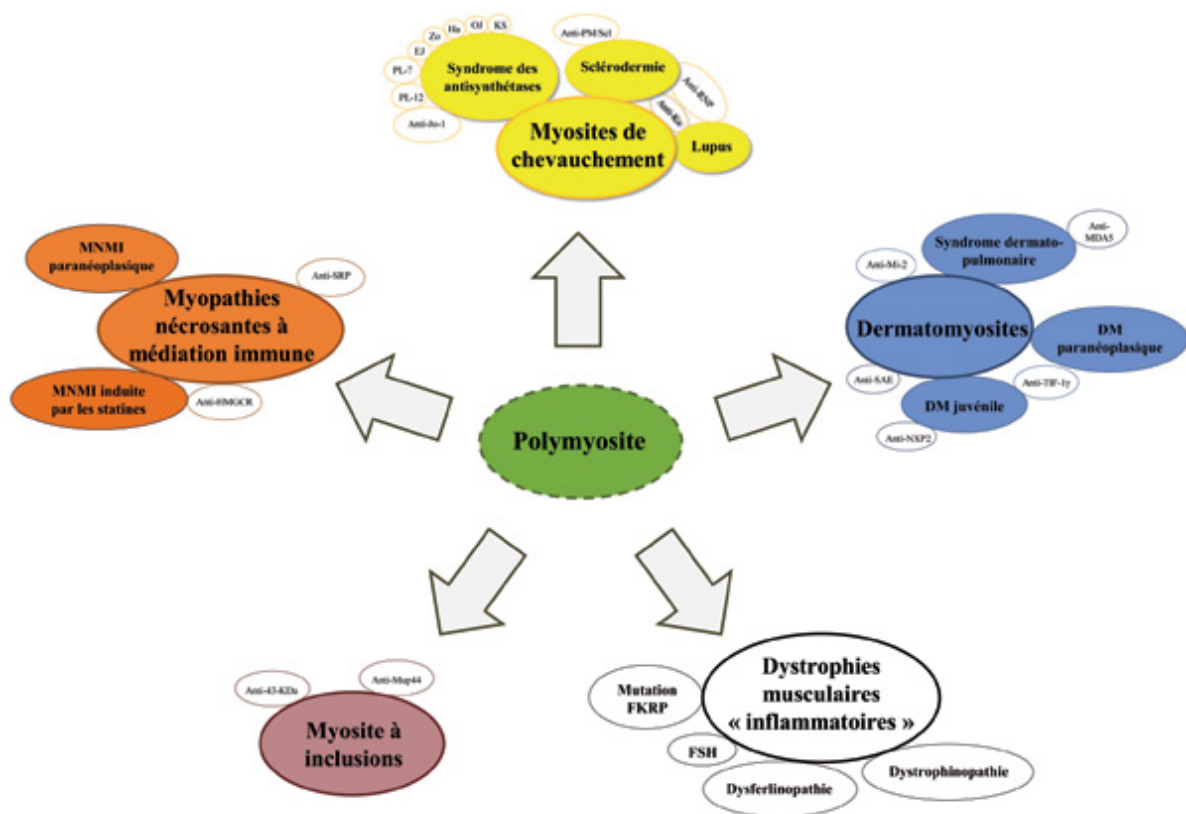 KS
OJ
Ha
Zo
EJ
PL-7
PL-12
Anti-Jo-1
Syndrome des
antisynthétases
Anti-PM/Scl
Sclérodermie
Anti-RNP
Anti-Ku
Myosites de
chevauchement
Lupus
MNMI
paranéoplasique
Anti-SRP
Myopathies
nécrosantes à
médiation immune
MNMI induite
par les statines
Anti-HMGCR
Syndrome dermato-
pulmonaire
Anti-
MDA5
Anti-Mi-2
Dermatomyosites
DM
paranéoplasique
Anti-SAE
Anti-TIF-1γ
DM juvénile
Anti-NXP2
Polymyosite
Anti-43-KDa
Anti-Mup44
Myosite à
inclusions
Dystrophies
musculaires
« inflammatoires »
Mutation
FKRP
FSH
Dysferlinopathie
Dystrophinopathie